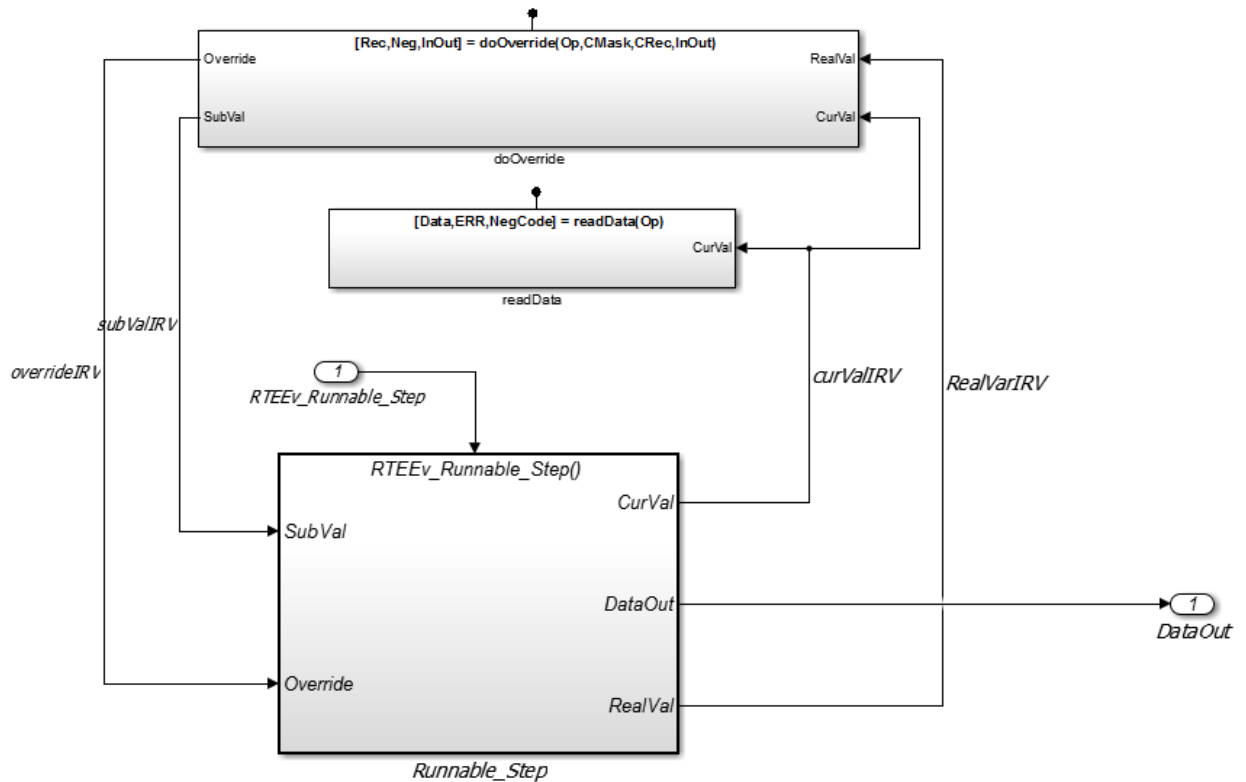 [Rec,Neg,InOut] = doOverride(Op,CMask,CRec,InOut)
Override
RealVal
SubVal
CurVal
doOverride
[Data,ERR,NegCode] = readData(Op)
CurVal
readData
subValIRV
overrideIRV
1
RTEEv_Runnable_Step
curValIRV
RealVarIRV
RTEEv_Runnable_Step()
CurVal
SubVal
DataOut
1
DataOut
Override
RealVal
Runnable_Step